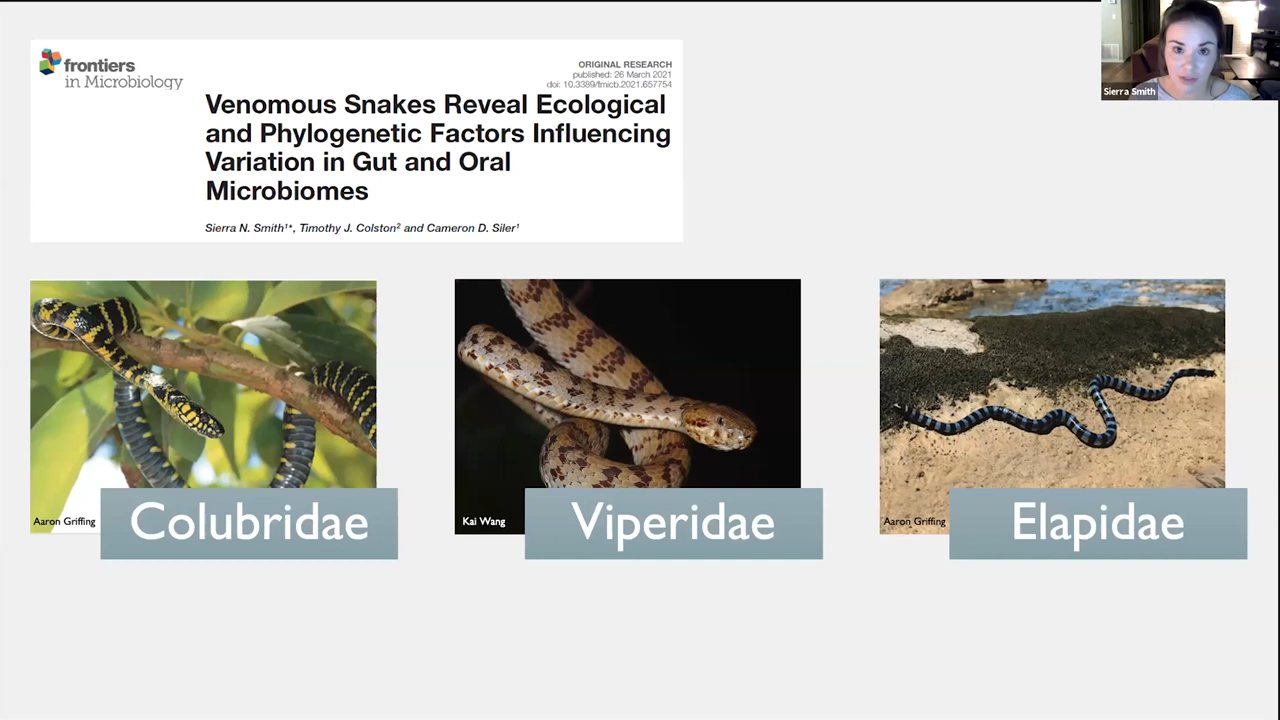 frontiers
in Microbiology
ORIGINAL RESEARCH
published: 26 March 2021
doi: 10.3389/fmicb.2021.657754
Venomous Snakes Reveal Ecological
and Phylogenetic Factors Influencing
Variation in Gut and Oral
Microbiomes
Sierra N. Smith¹*, Timothy J. Colston² and Cameron D. Siler¹
Sierra Smith
Aaron Griffing
Colubridae
Kai Wang
Viperidae
Aaron Griffing
Elapidae